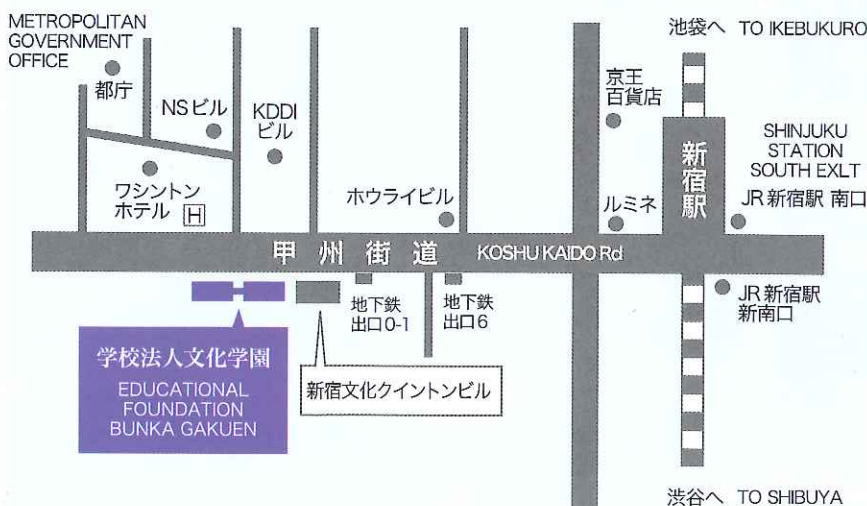 METROPOLITAN
GOVERNMENT
OFFICE
都庁
NSビル
KDDI
ビル
ワシントン
ホテル H
ホウライビル
京王
百貨店
ルミネ
池袋へ TO IKEBUKURO
新宿駅
SHINJUKU
STATION
SOUTH EXLT
JR新宿駅 南口
甲州街道 KOSHU KAIDO Rd
地下鉄
出口0-1
地下鉄
出口6
JR新宿駅
新南口
学校法人文化学園
EDUCATIONAL
FOUNDATION
BUNKA GAKUEN
新宿文化クイントンビル
渋谷へ TO SHIBUYA